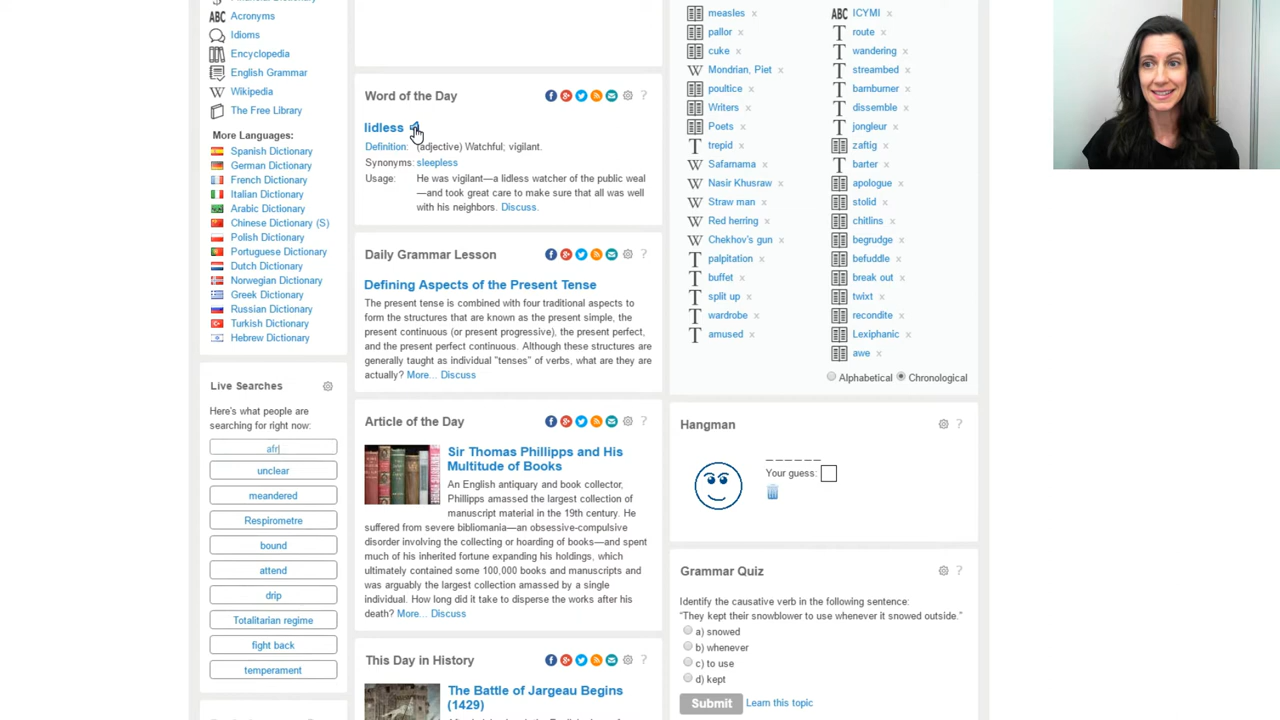 Acronyms
Idioms
Encyclopedia
English Grammar
Wikipedia
The Free Library
More Languages:
Spanish Dictionary
German Dictionary
French Dictionary
Italian Dictionary
Arabic Dictionary
Chinese Dictionary (S)
Polish Dictionary
Portuguese Dictionary
Dutch Dictionary
Norwegian Dictionary
Greek Dictionary
Russian Dictionary
Turkish Dictionary
Hebrew Dictionary
Live Searches
Here's what people are
searching for right now:
afr
unclear
meandered
Respirometre
bound
attend
drip
Totalitarian regime
fight back
temperament
Word of the Day
lidless
Definition: (adjective) Watchful; vigilant.
Synonyms: sleepless
Usage: He was vigilant—a lidless watcher of the public weal
—and took great care to make sure that all was well
with his neighbors. Discuss.
Daily Grammar Lesson
Defining Aspects of the Present Tense
The present tense is combined with four traditional aspects to
form the structures that are known as the present simple, the
present continuous (or present progressive), the present perfect,
and the present perfect continuous. Although these structures are
generally taught as individual "tenses" of verbs, what are they are
actually? More... Discuss
Article of the Day
Sir Thomas Phillipps and His
Multitude of Books
An English antiquary and book collector,
Phillipps amassed the largest collection of
manuscript material in the 19th century. He
suffered from severe bibliomania—an obsessive-compulsive
disorder involving the collecting or hoarding of books—and spent
much of his inherited fortune expanding his holdings, which
ultimately contained some 100,000 books and manuscripts and
was arguably the largest collection amassed by a single
individual. How long did it take to disperse the works after his
death? More... Discuss
This Day in History
The Battle of Jargeau Begins
(1429)
measles x
pallor x
cuke x
Mondrian, Piet x
poultice x
Writers x
Poets x
trepid x
Safarnama x
Nasir Khusraw x
Straw man x
Red herring x
Chekhov's gun x
palpitation x
buffet x
split up x
wardrobe x
amused x
ICYMI x
route x
wandering x
streambed x
barnburner x
dissemble x
jongleur x
zaftig x
barter x
apologue x
stolid x
chitlins x
begrudge x
befuddle x
break out x
twixt x
recondite x
Lexiphanic x
awe x
Alphabetical Chronological
Hangman
Your guess:
Grammar Quiz
Identify the causative verb in the following sentence:
"They kept their snowblower to use whenever it snowed outside."
a) snowed
b) whenever
c) to use
d) kept
Submit Learn this topic